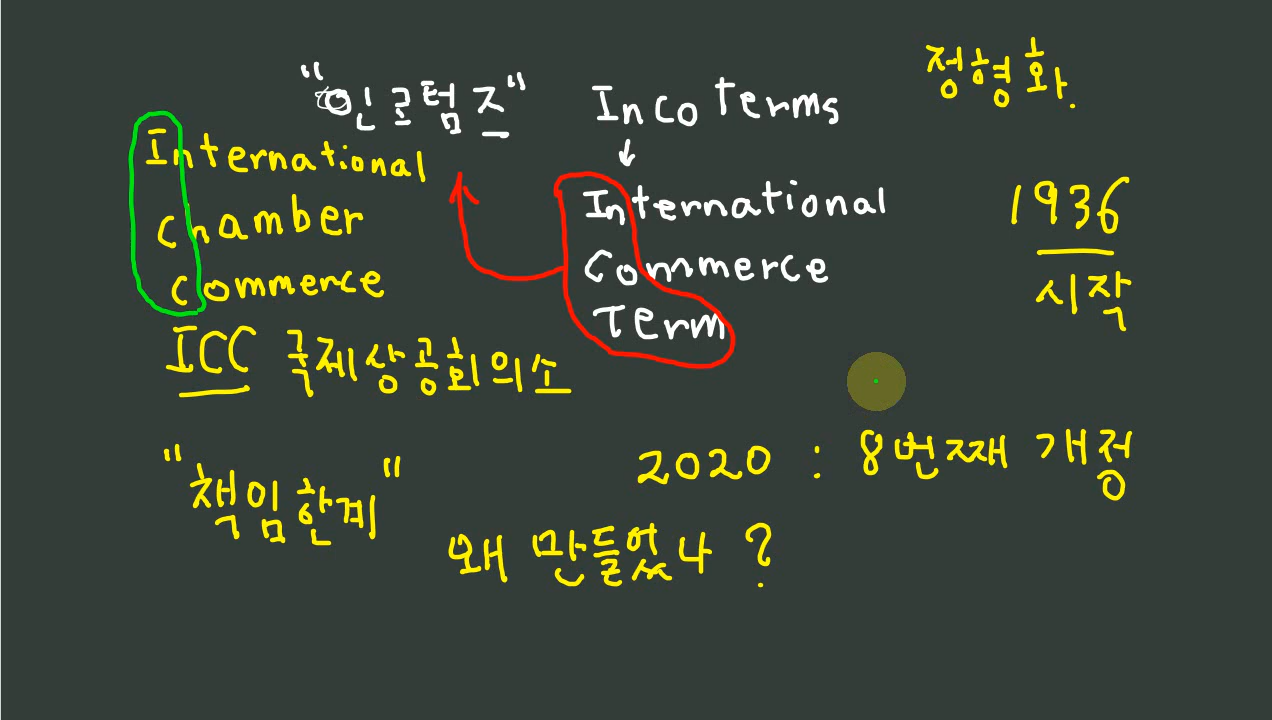 "인코텀즈"
Incoterms
정형화.
International
Chamber
Commerce
ICC 국제상공회의소
↓
International
Commerce
Term
1936
시작
"책임한계"
2020 : 8번째 개정
왜 만들었나 ?